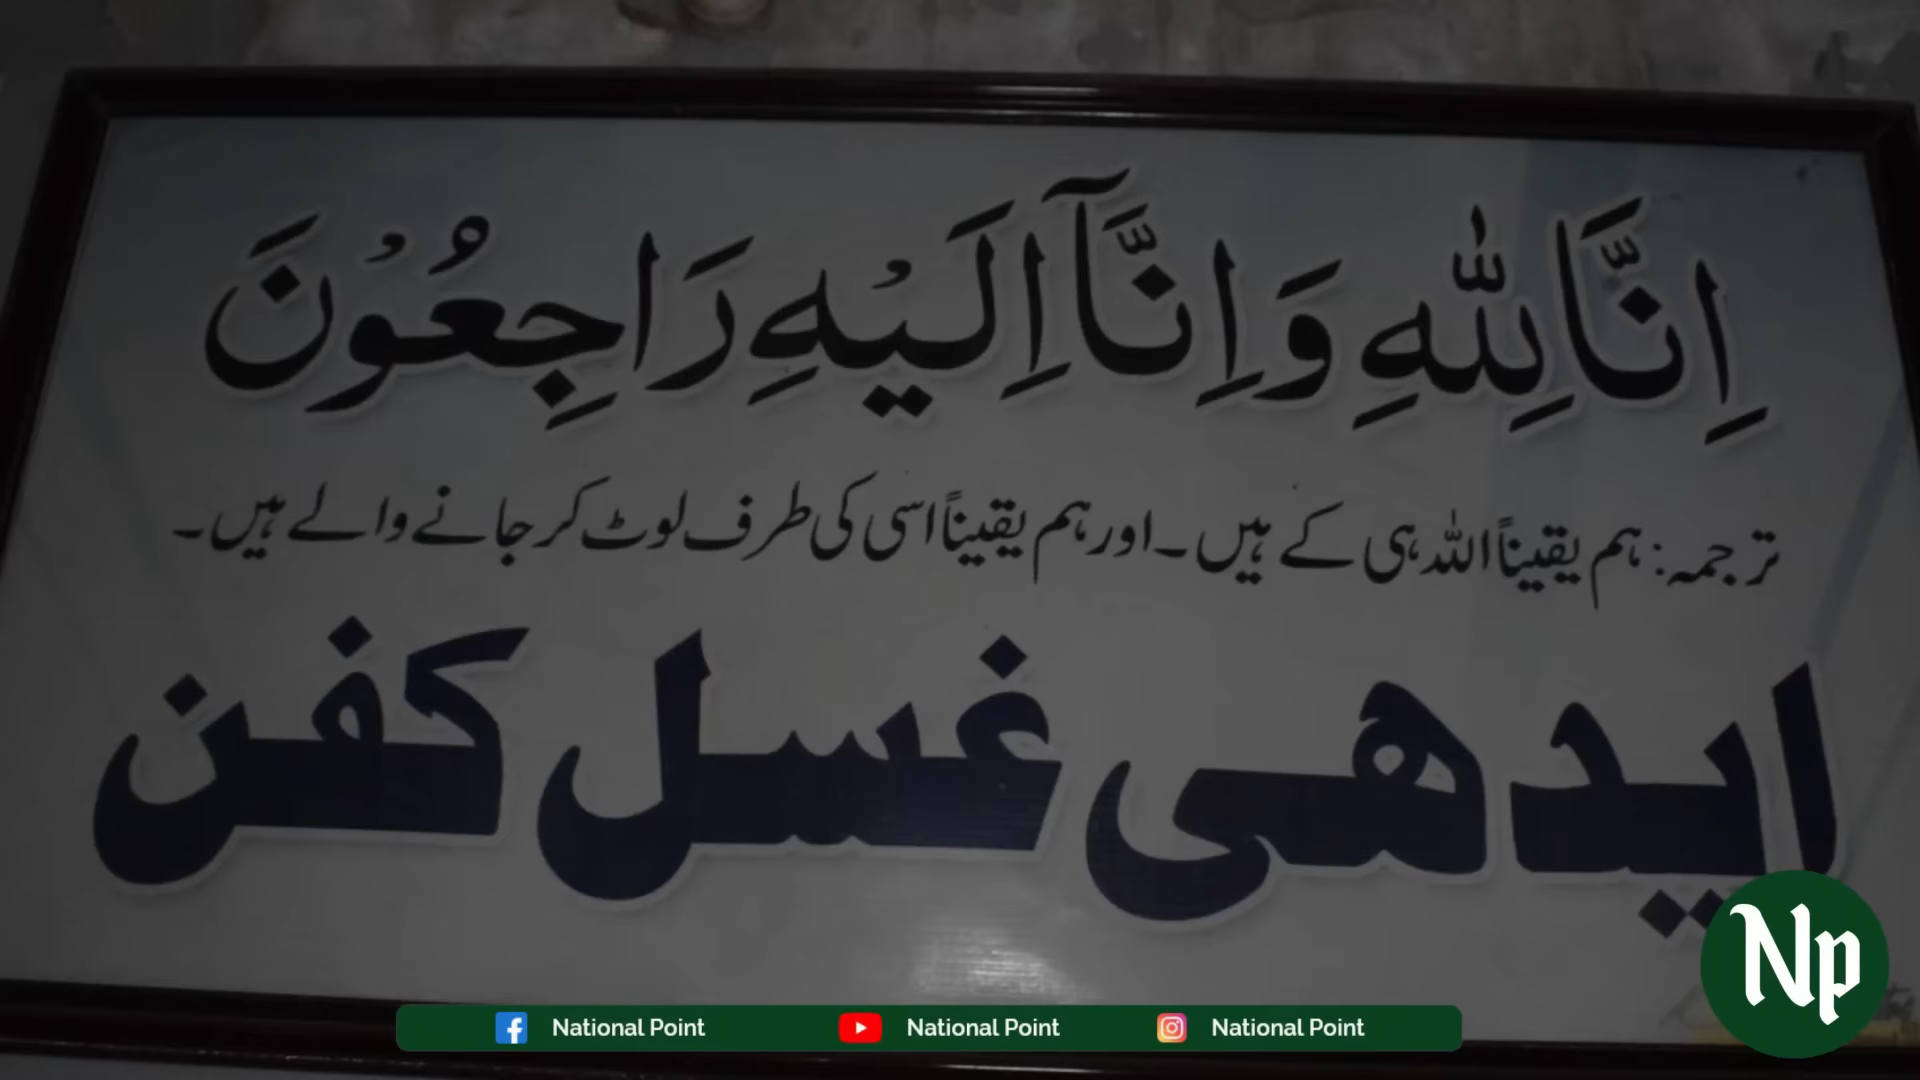 اِنَّا لِلّٰهِ وَاِنَّآ اِلَيْهِ رَاجِعُوْنَ
ترجمہ: ہم یقیناً اللہ ہی کے ہیں۔ اور ہم یقیناً اسی کی طرف لوٹ کر جانے والے ہیں۔
ایدھی غسل کفن
Np
National Point National Point National Point